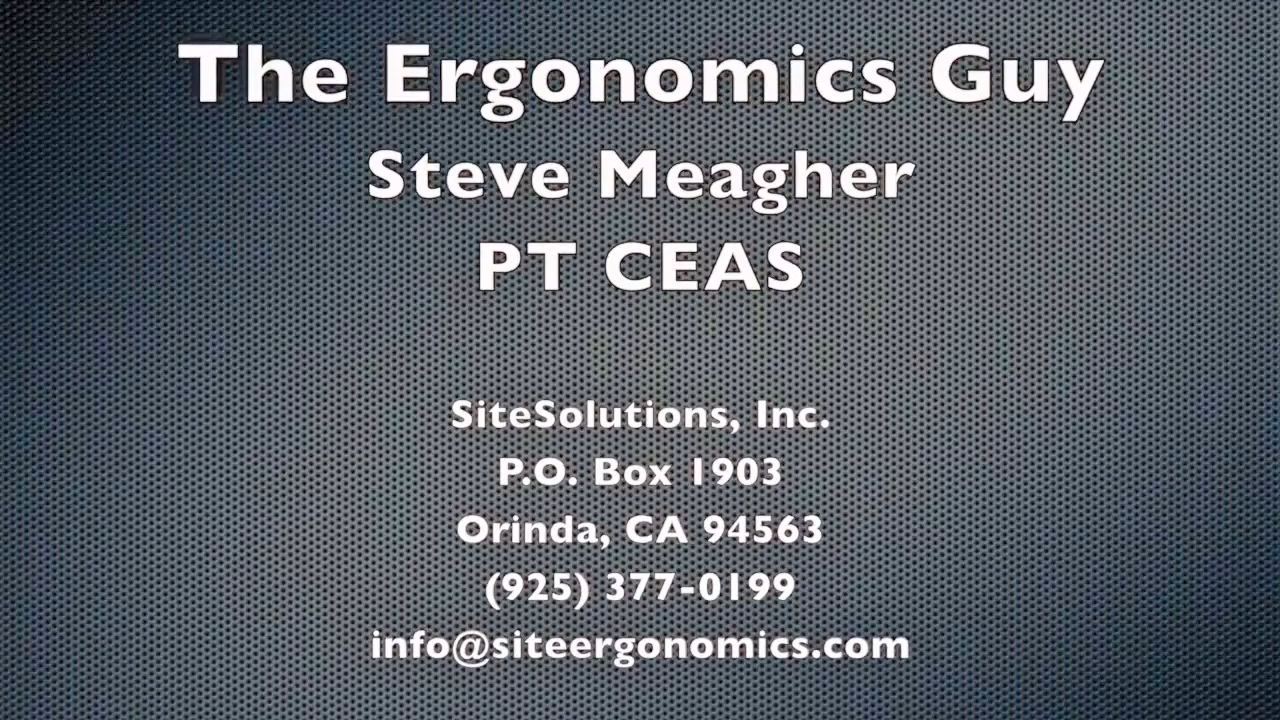 The Ergonomics Guy
Steve Meagher
PT CEAS
SiteSolutions, Inc.
P.O. Box 1903
Orinda, CA 94563
(925) 377-0199
info@siteergonomics.com